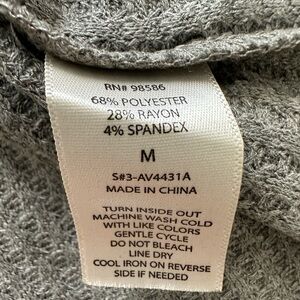 RN# 98586
68% POLYESTER
28% RAYON
4% SPANDEX
M
S#3-AV4431A
MADE IN CHINA
TURN INSIDE OUT
MACHINE WASH COLD
WITH LIKE COLORS
GENTLE CYCLE
DO NOT BLEACH
LINE DRY
COOL IRON ON REVERSE
SIDE IF NEEDED